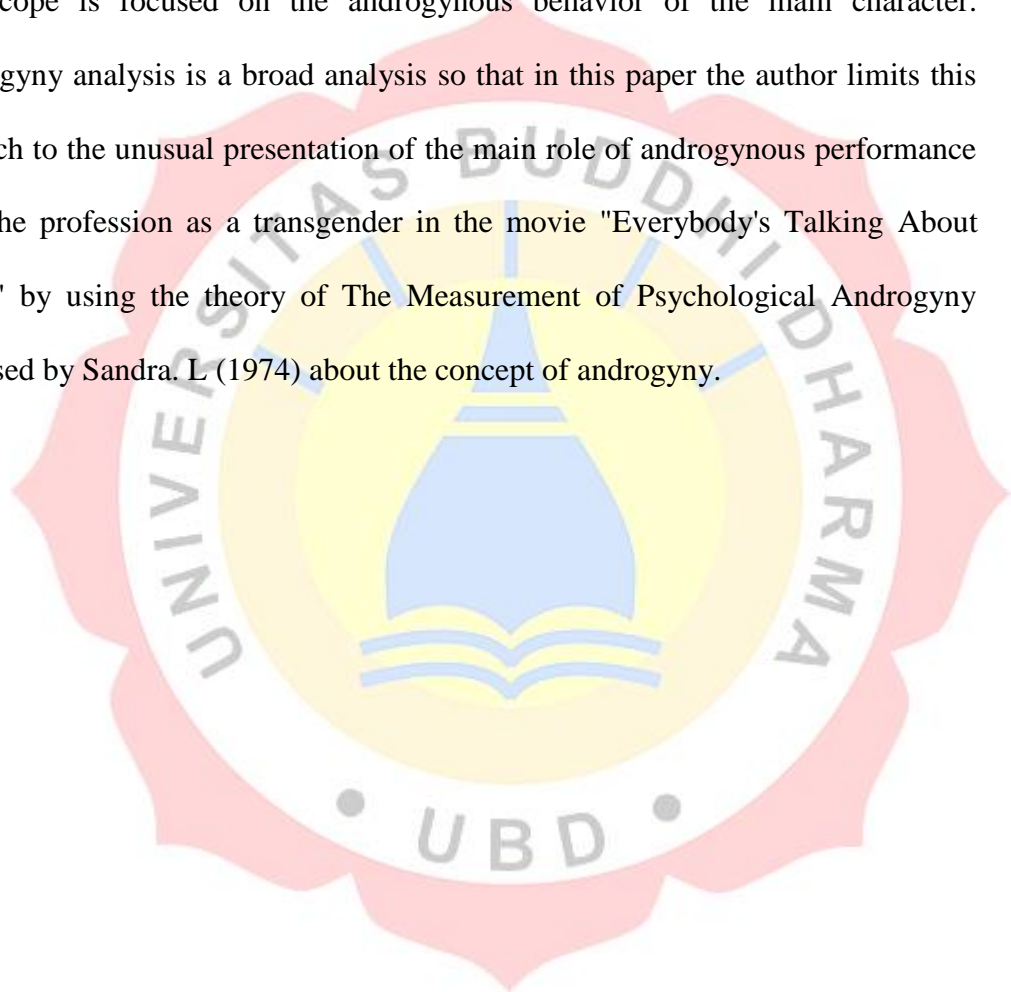 cope is focused on the androgynous behavior of the main character.
gyny analysis is a broad analysis so that in this paper the author limits this
ch to the unusual presentation of the main role of androgynous performance
he profession as a transgender in the movie "Everybody's Talking About
" by using the theory of The Measurement of Psychological Androgyny
sed by Sandra. L (1974) about the concept of androgyny.
UNIVERSITAS BUDDHI DHARMA
• UBD •